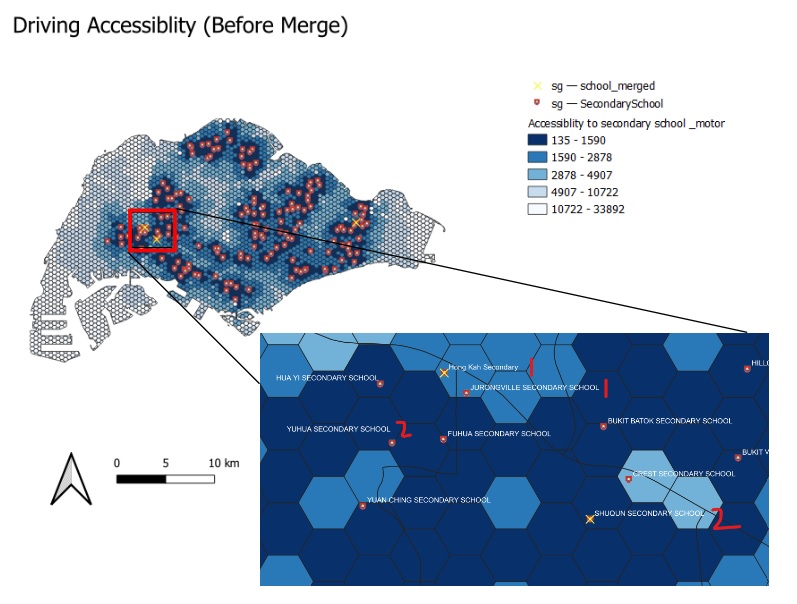 Driving Accessiblity (Before Merge)
sg — school_merged
sg — SecondarySchool
Accessiblity to secondary school _motor
135 - 1590
1590 - 2878
2878 - 4907
4907 - 10722
10722 - 33892
0 5 10 km
Hong Kah Secondary 1
HUA YI SECONDARY SCHOOL
JURONGVILLE SECONDARY SCHOOL 1
YUHUA SECONDARY SCHOOL 2
FUHUA SECONDARY SCHOOL
BUKIT BATOK SECONDARY SCHOOL
BUKIT
CREST SECONDARY SCHOOL
YUAN CHING SECONDARY SCHOOL
SHUQUN SECONDARY SCHOOL 2